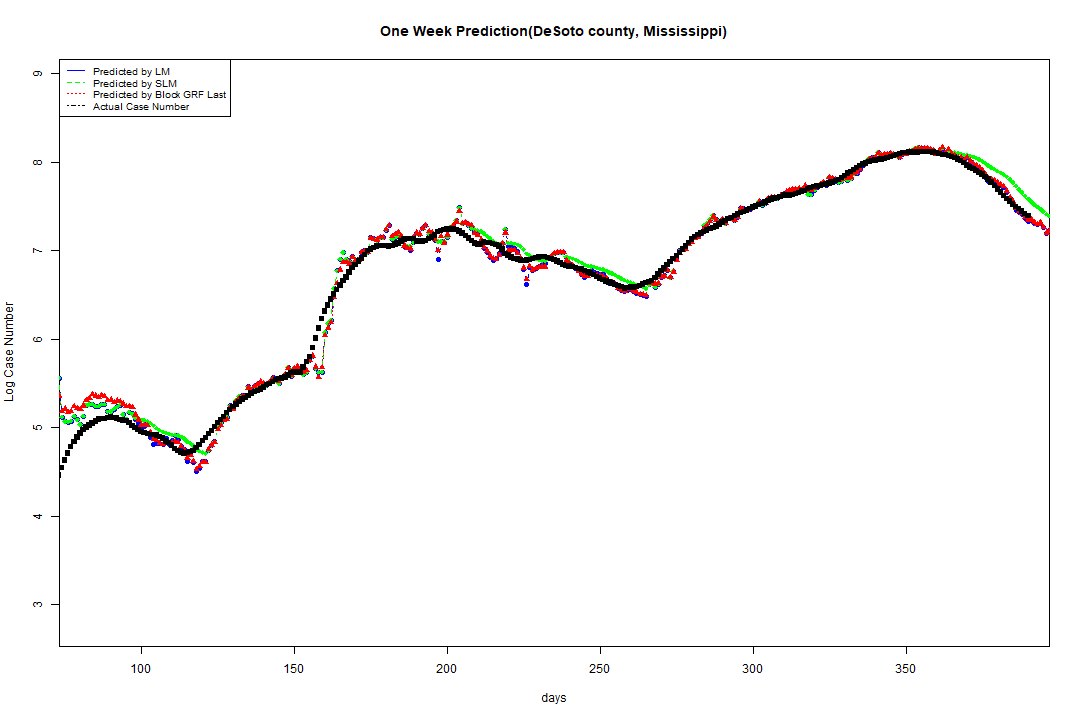 One Week Prediction(DeSoto county, Mississippi)
Predicted by LM
Predicted by SLM
Predicted by Block GRF Last
Actual Case Number
9
8
7
6
5
4
3
Log Case Number
100 150 200 250 300 350
days